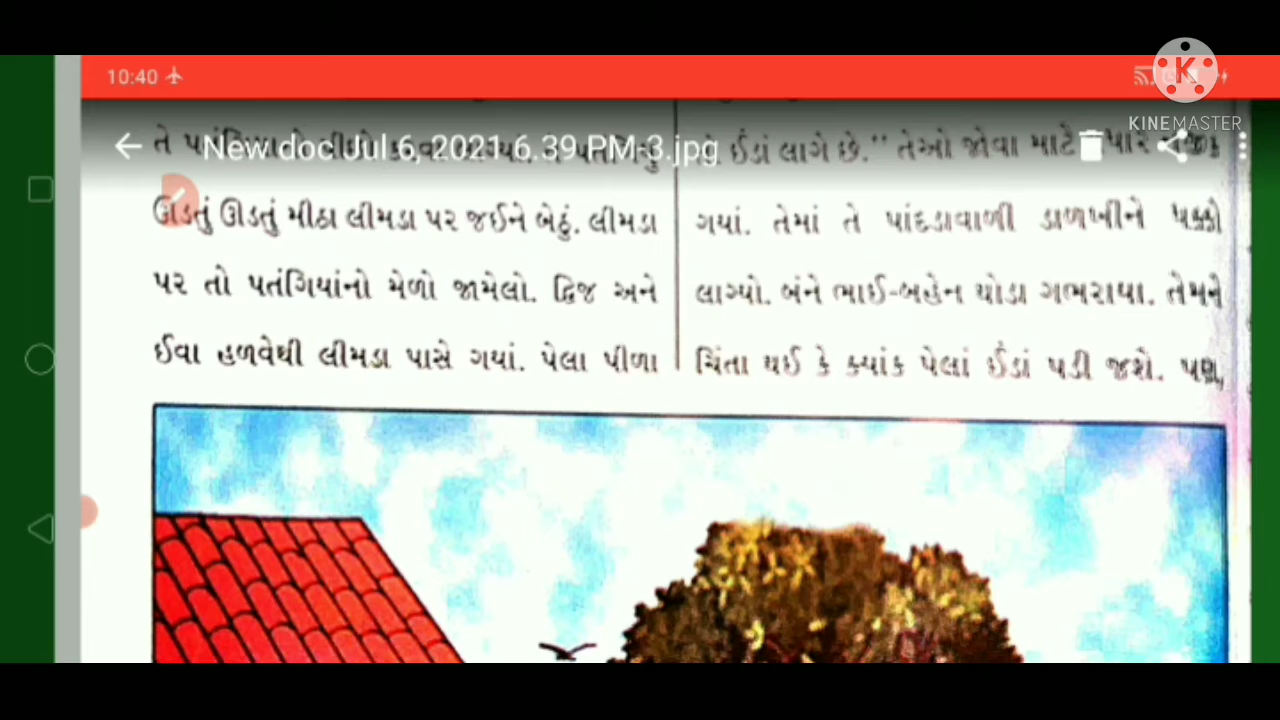 10:40
KINEMASTER
New doc Jul 6, 2021 6.39 PM-3.jpg
તે
ઊડતું ઊડતું મીઠા લીમડા પર જઈને બેઠું. લીમડા
પર તો પતંગિયાંનો મેળો જામેલો. દ્વિજ અને
ઈવા હળવેથી લીમડા પાસે ગયાં. પેલા પીળા
ઈંડાં લાગે છે.'' તેઓ જોવા માટે
ગયાં. તેમાં તે પાંદડાવાળી ડાળખીને ધક્કો
લાગ્યો. બંને ભાઈ-બહેન થોડા ગભરાયા. તેમને
ચિંતા થઈ કે ક્યાંક પેલાં ઈંડાં પડી જશે. પણ,